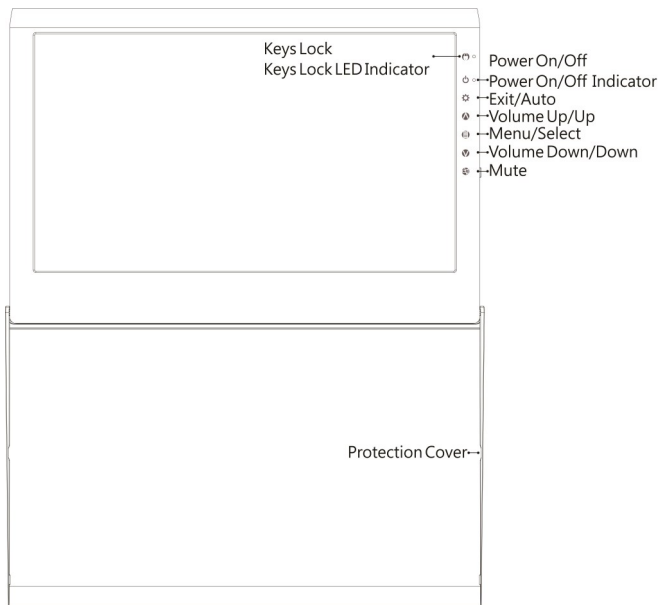 Keys Lock
Keys Lock LED Indicator
Power On/Off
Power On/Off Indicator
Exit/Auto
Volume Up/Up
Menu/Select
Volume Down/Down
Mute
Protection Cover